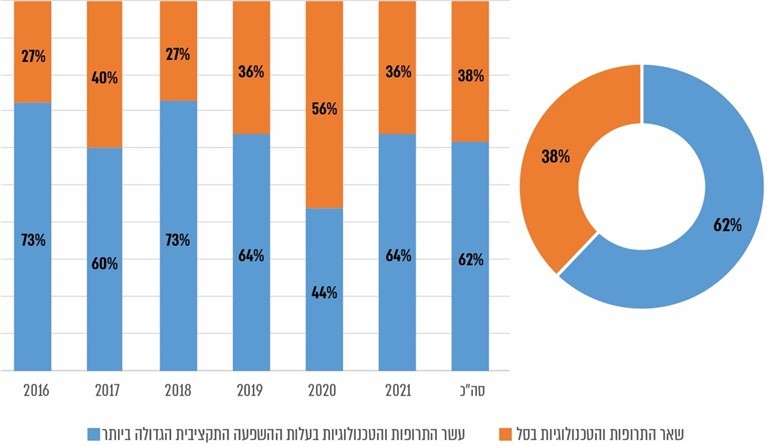 27% 40% 27% 36% 56% 36% 38%
73% 60% 73% 64% 44% 64% 62%
38%
62%
2016 2017 2018 2019 2020 2021 סה"כ
שאר התרופות והטכנולוגיות בסל עשר התרופות והטכנולוגיות בעלות ההשפעה התקציבית הגדולה ביותר